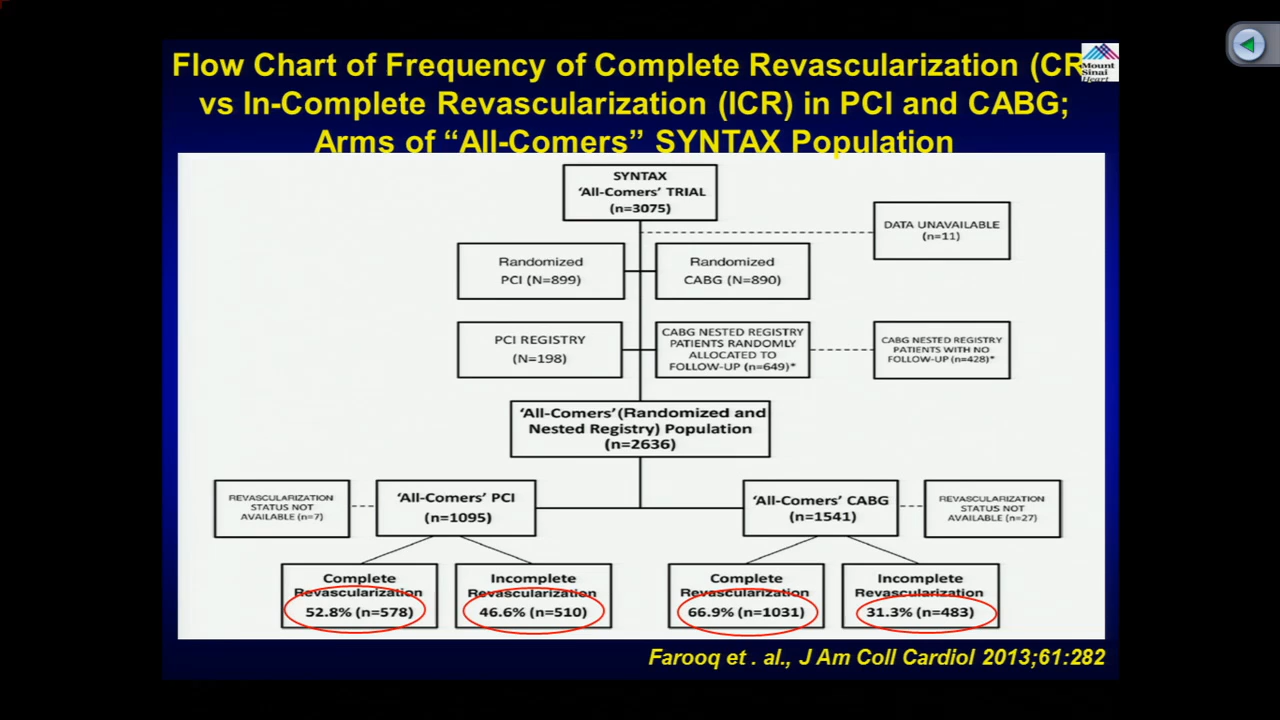 Flow Chart of Frequency of Complete Revascularization (CR
Mount
Sinai
Heart
vs In-Complete Revascularization (ICR) in PCI and CABG;
Arms of “All-Comers” SYNTAX Population
SYNTAX
‘All-Comers’ TRIAL
(n=3075)
DATA UNAVAILABLE
(n=11)
Randomized
PCI (N=899)
Randomized
CABG (N=890)
PCI REGISTRY
(N=198)
CABG NESTED REGISTRY
PATIENTS RANDOMLY
ALLOCATED TO
FOLLOW-UP (n=649)*
CABG NESTED REGISTRY
PATIENTS WITH NO
FOLLOW-UP (n=428)*
‘All-Comers’ (Randomized and
Nested Registry) Population
(n=2636)
REVASCULARIZATION
STATUS NOT
AVAILABLE (n=7)
‘All-Comers’ PCI
(n=1095)
‘All-Comers’ CABG
(n=1541)
REVASCULARIZATION
STATUS NOT
AVAILABLE (n=27)
Complete
Revascularization
52.8% (n=578)
Incomplete
Revascularization
46.6% (n=510)
Complete
Revascularization
66.9% (n=1031)
Incomplete
Revascularization
31.3% (n=483)
Farooq et . al., J Am Coll Cardiol 2013;61:282